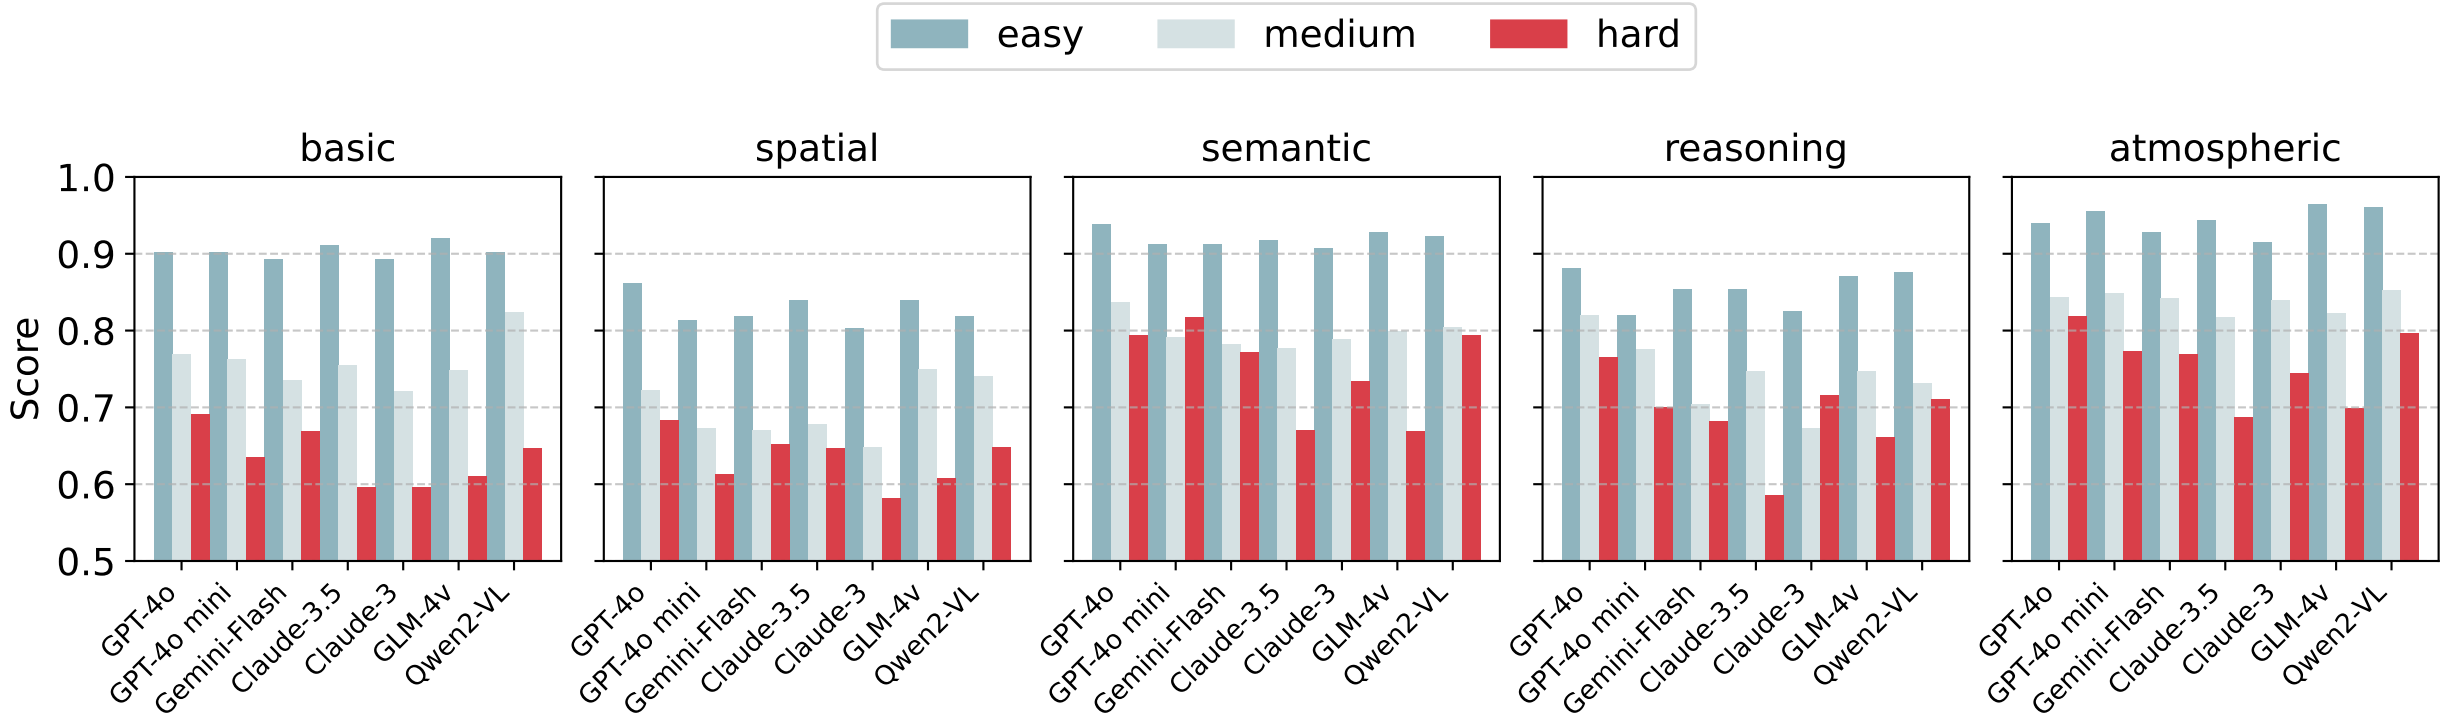 easy medium hard
basic spatial semantic reasoning atmospheric
Score
1.0
0.9
0.8
0.7
0.6
0.5
GPT-4o GPT-4o mini Gemini-Flash Claude-3.5 Claude-3 GLM-4v Qwen2-VL
GPT-4o GPT-4o mini Gemini-Flash Claude-3.5 Claude-3 GLM-4v Qwen2-VL
GPT-4o GPT-4o mini Gemini-Flash Claude-3.5 Claude-3 GLM-4v Qwen2-VL
GPT-4o GPT-4o mini Gemini-Flash Claude-3.5 Claude-3 GLM-4v Qwen2-VL
GPT-4o GPT-4o mini Gemini-Flash Claude-3.5 Claude-3 GLM-4v Qwen2-VL